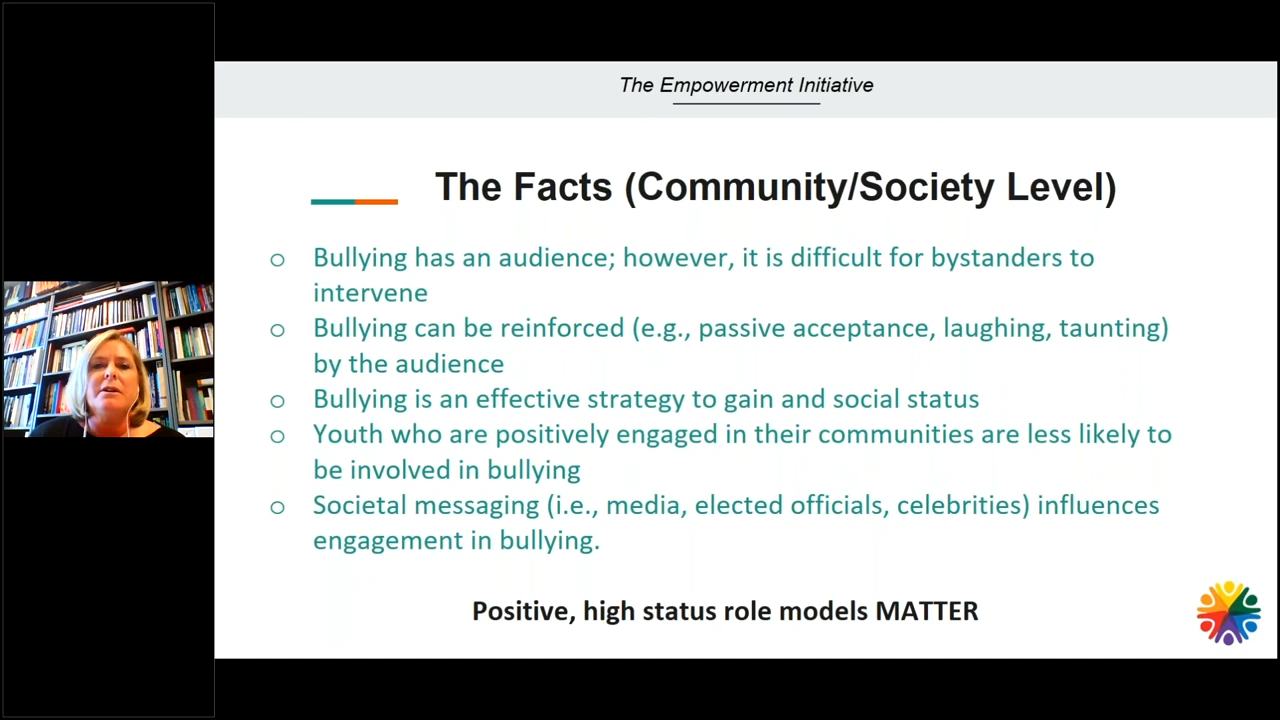 The Empowerment Initiative
The Facts (Community/Society Level)
o Bullying has an audience; however, it is difficult for bystanders to
intervene
o Bullying can be reinforced (e.g., passive acceptance, laughing, taunting)
by the audience
o Bullying is an effective strategy to gain and social status
o Youth who are positively engaged in their communities are less likely to
be involved in bullying
o Societal messaging (i.e., media, elected officials, celebrities) influences
engagement in bullying.
Positive, high status role models MATTER